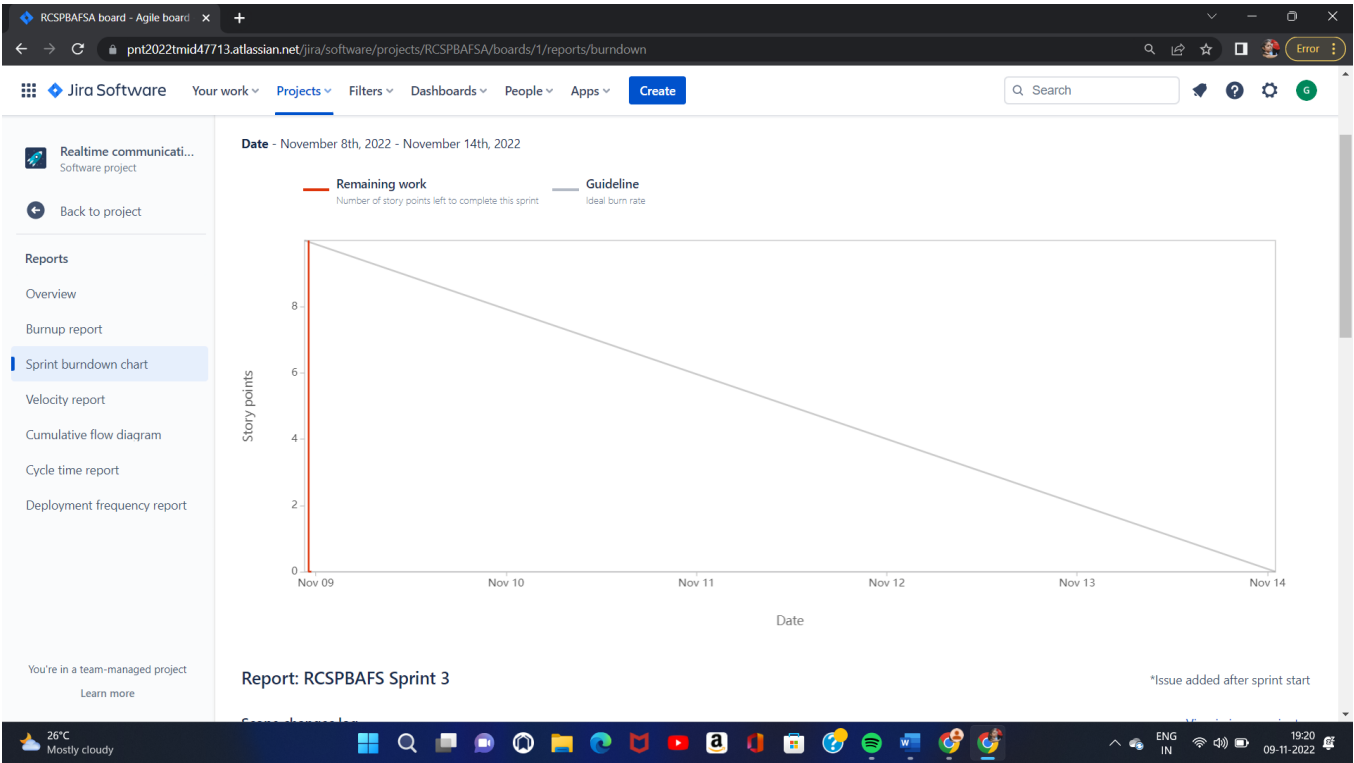 RCSPBAFSA board - Agile board
pnt2022tmid47713.atlassian.net/jira/software/projects/RCSPBAFSA/boards/1/reports/burndown
Error
Jira Software
Your work
Projects
Filters
Dashboards
People
Apps
Create
Search
G
Realtime communicati...
Software project
Back to project
Reports
Overview
Burnup report
Sprint burndown chart
Velocity report
Cumulative flow diagram
Cycle time report
Deployment frequency report
You're in a team-managed project
Learn more
Date - November 8th, 2022 - November 14th, 2022
Remaining work
Number of story points left to complete this sprint
Guideline
Ideal burn rate
Story points
8
6
4
2
0
Nov 09
Nov 10
Nov 11
Nov 12
Nov 13
Nov 14
Date
Report: RCSPBAFS Sprint 3
*Issue added after sprint start
26°C
Mostly cloudy
ENG
IN
19:20
09-11-2022